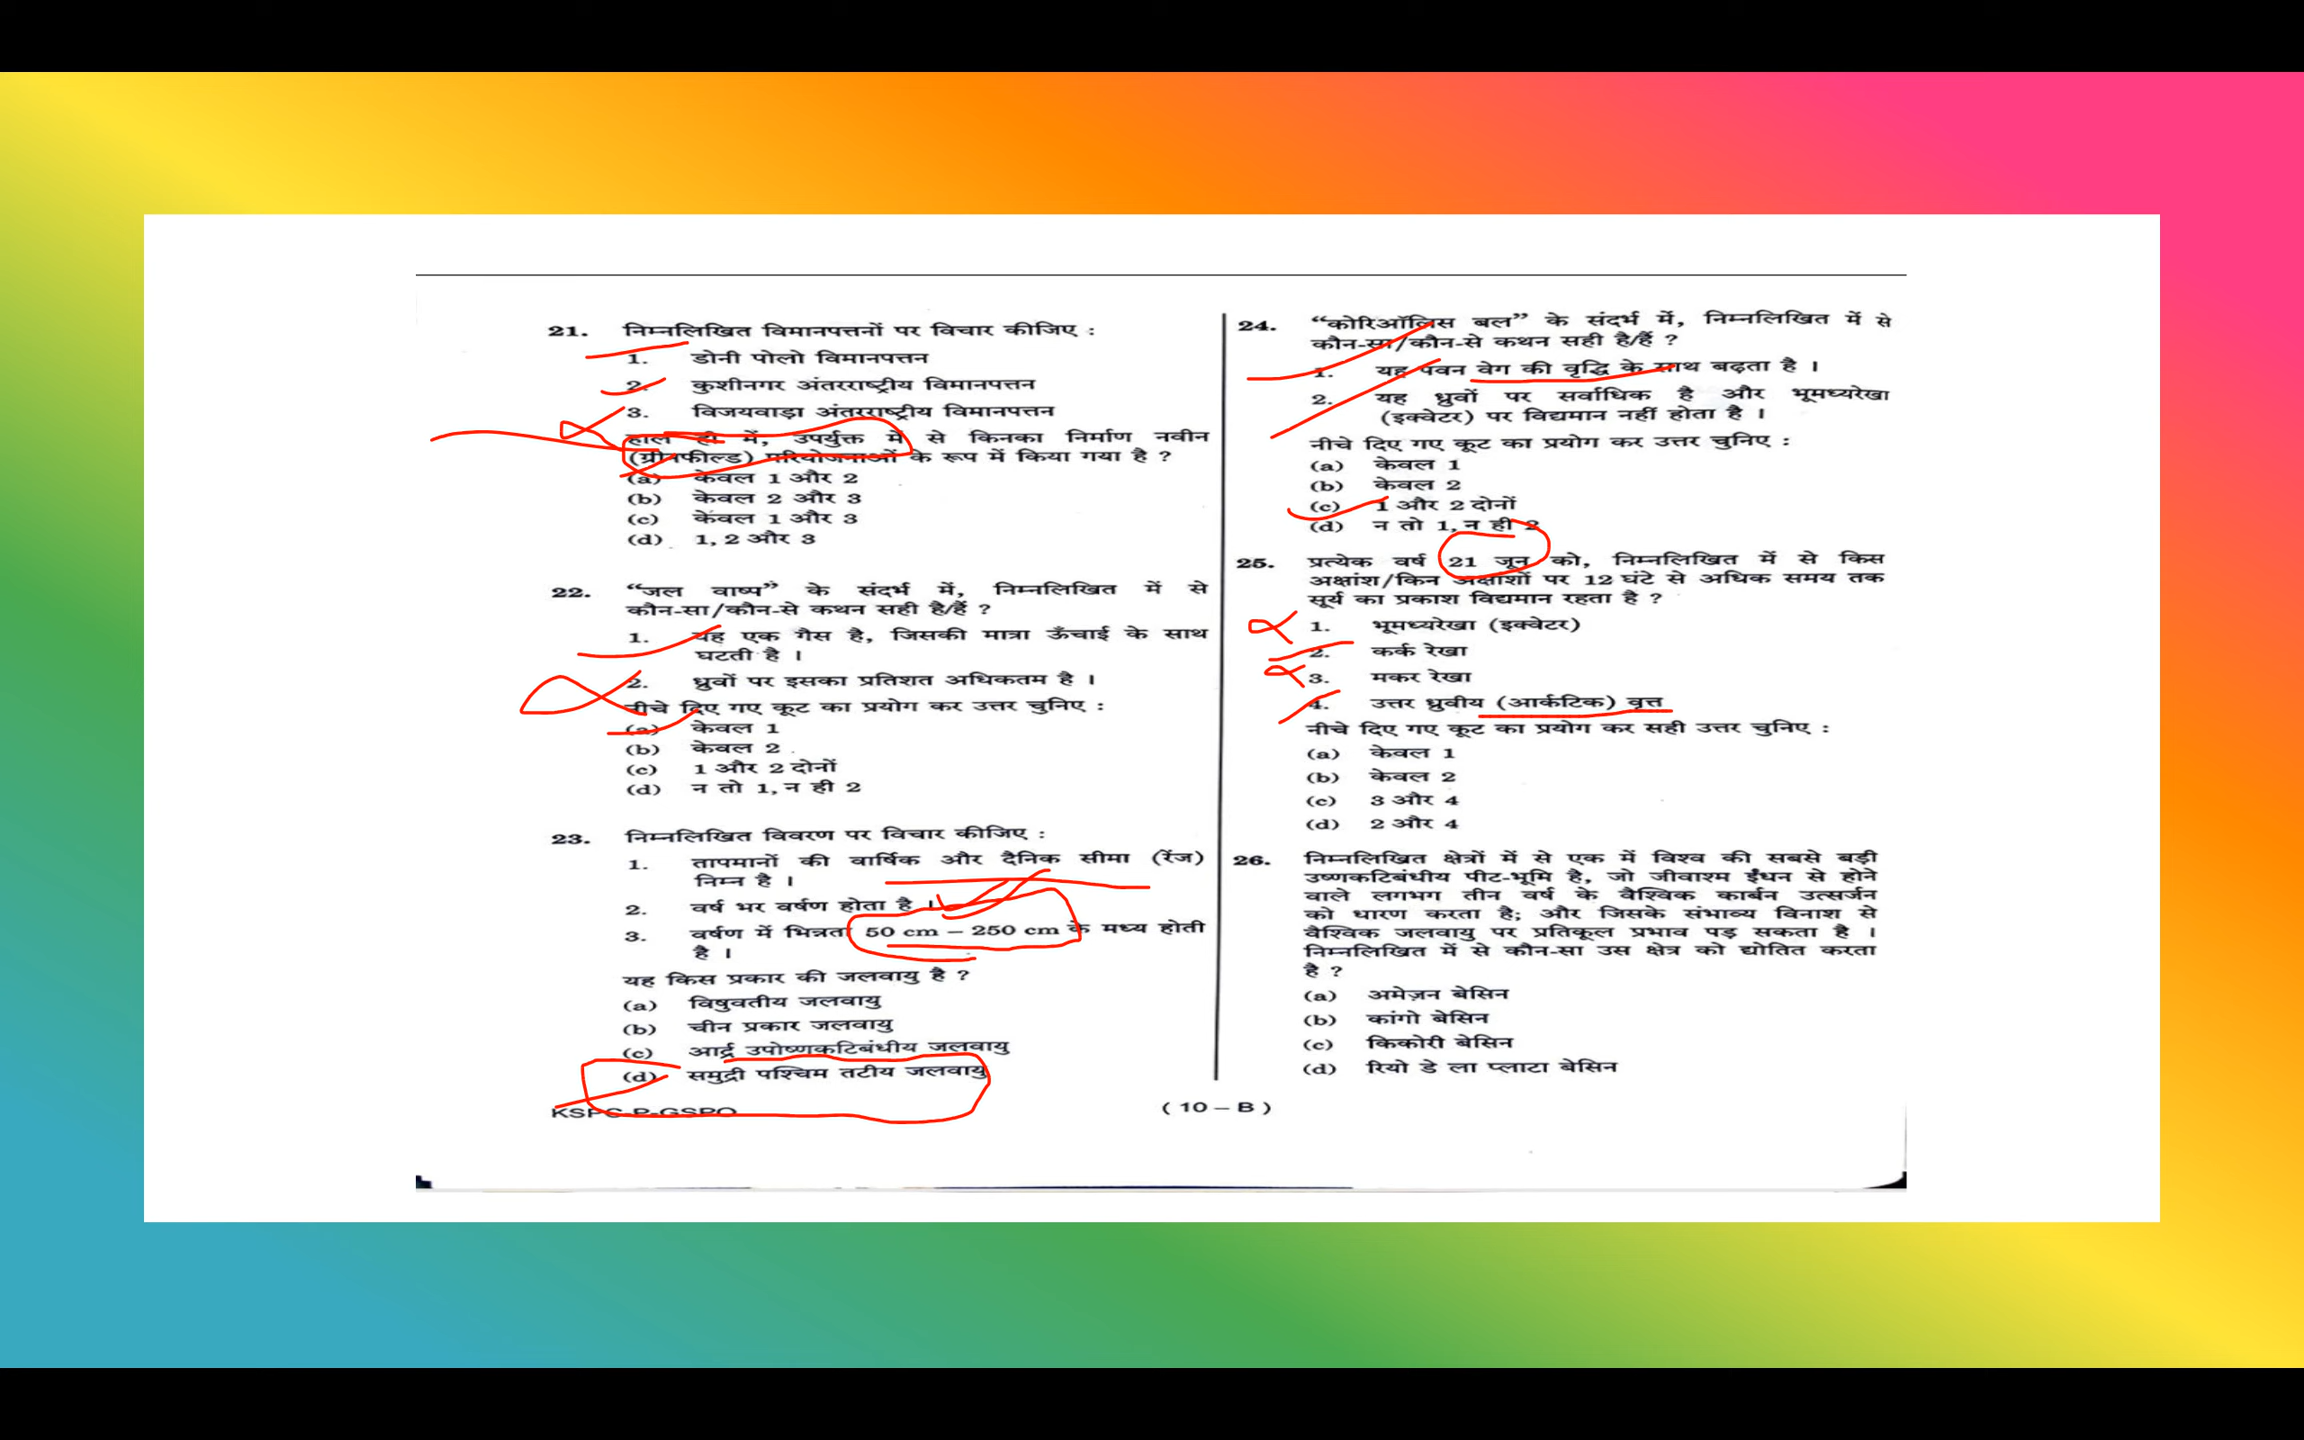 21. निम्नलिखित विमानपत्तनों पर विचार कीजिए :
1. डोनी पोलो विमानपत्तन
2. कुशीनगर अंतरराष्ट्रीय विमानपत्तन
3. विजयवाड़ा अंतरराष्ट्रीय विमानपत्तन
हाल ही में, उपर्युक्त में से किनका निर्माण नवीन
(ग्रीनफील्ड) परियोजनाओं के रूप में किया गया है ?
(a) केवल 1 और 2
(b) केवल 2 और 3
(c) केवल 1 और 3
(d) 1, 2 और 3
22. “जल वाष्प” के संदर्भ में, निम्नलिखित में से
कौन-सा/कौन-से कथन सही है/हैं ?
1. यह एक गैस है, जिसकी मात्रा ऊँचाई के साथ
घटती है ।
2. ध्रुवों पर इसका प्रतिशत अधिकतम है ।
नीचे दिए गए कूट का प्रयोग कर उत्तर चुनिए :
(a) केवल 1
(b) केवल 2
(c) 1 और 2 दोनों
(d) न तो 1, न ही 2
23. निम्नलिखित विवरण पर विचार कीजिए :
1. तापमानों की वार्षिक और दैनिक सीमा (रेंज)
निम्न है ।
2. वर्ष भर वर्षण होता है ।
3. वर्षण में भिन्नता 50 cm – 250 cm के मध्य होती
है ।
यह किस प्रकार की जलवायु है ?
(a) विषुवतीय जलवायु
(b) चीन प्रकार जलवायु
(c) आर्द्र उपोष्णकटिबंधीय जलवायु
(d) समुद्री पश्चिम तटीय जलवायु
KSPC-P-GSPO
( 10 – B )
24. “कोरिऑलिस बल” के संदर्भ में, निम्नलिखित में से
कौन-सा/कौन-से कथन सही है/हैं ?
1. यह पवन वेग की वृद्धि के साथ बढ़ता है ।
2. यह ध्रुवों पर सर्वाधिक है और भूमध्यरेखा
(इक्वेटर) पर विद्यमान नहीं होता है ।
नीचे दिए गए कूट का प्रयोग कर उत्तर चुनिए :
(a) केवल 1
(b) केवल 2
(c) 1 और 2 दोनों
(d) न तो 1, न ही 2
25. प्रत्येक वर्ष 21 जून को, निम्नलिखित में से किस
अक्षांश/किन अक्षांशों पर 12 घंटे से अधिक समय तक
सूर्य का प्रकाश विद्यमान रहता है ?
1. भूमध्यरेखा (इक्वेटर)
2. कर्क रेखा
3. मकर रेखा
4. उत्तर ध्रुवीय (आर्कटिक) वृत्त
नीचे दिए गए कूट का प्रयोग कर सही उत्तर चुनिए :
(a) केवल 1
(b) केवल 2
(c) 3 और 4
(d) 2 और 4
26. निम्नलिखित क्षेत्रों में से एक में विश्व की सबसे बड़ी
उष्णकटिबंधीय पीट-भूमि है, जो जीवाश्म ईंधन से होने
वाले लगभग तीन वर्ष के वैश्विक कार्बन उत्सर्जन
को धारण करता है; और जिसके संभाव्य विनाश से
वैश्विक जलवायु पर प्रतिकूल प्रभाव पड़ सकता है ।
निम्नलिखित में से कौन-सा उस क्षेत्र को द्योतित करता
है ?
(a) अमेज़न बेसिन
(b) कांगो बेसिन
(c) किकोरी बेसिन
(d) रियो डे ला प्लाटा बेसिन